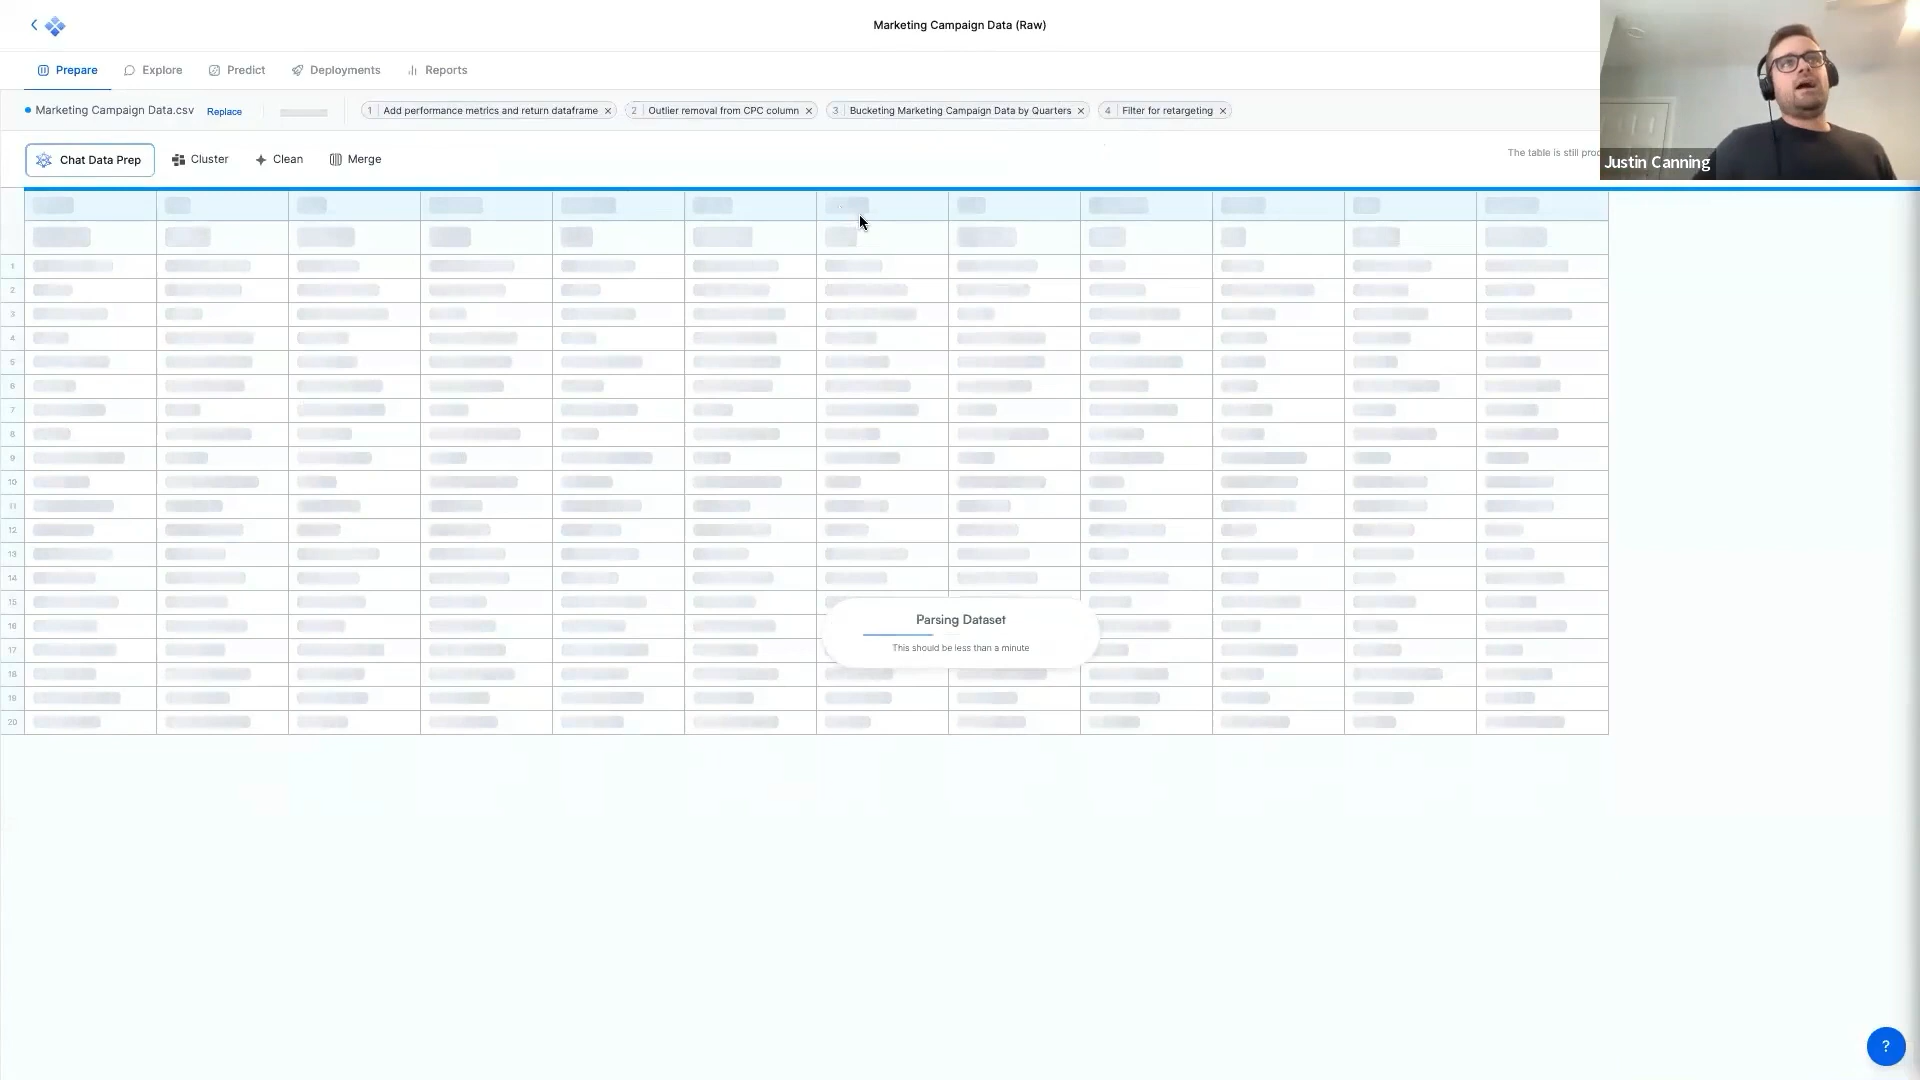 Marketing Campaign Data (Raw)
Prepare
Explore
Predict
Deployments
Reports
Marketing Campaign Data.csv
Replace
1 Add performance metrics and return dataframe
2 Outlier removal from CPC column
3 Bucketing Marketing Campaign Data by Quarters
4 Filter for retargeting
Chat Data Prep
Cluster
Clean
Merge
The table is still
Justin Canning
1
2
3
4
5
6
7
8
9
10
11
12
13
14
15
16
17
18
19
20
Parsing Dataset
This should be less than a minute
?